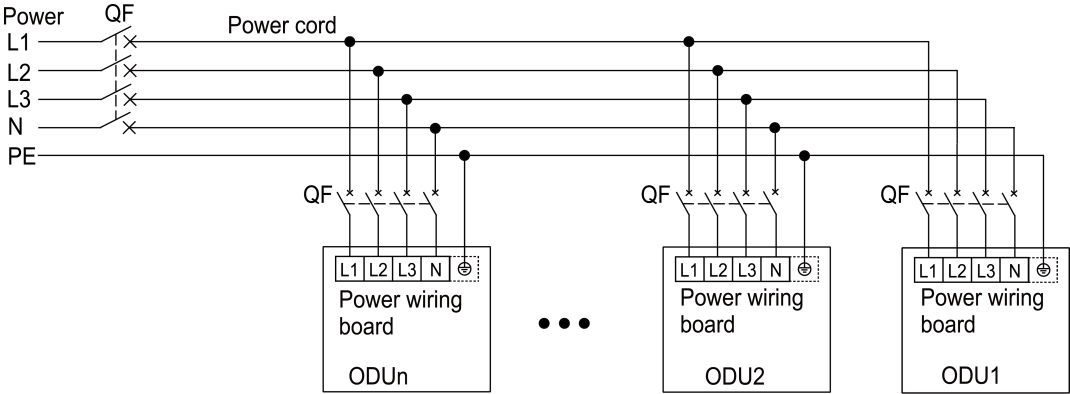 Power QF
L1 Power cord
L2
L3
N
PE
QF QF QF
L1 L2 L3 N
Power wiring
board
ODUn
L1 L2 L3 N
Power wiring
board
ODU2
L1 L2 L3 N
Power wiring
board
ODU1